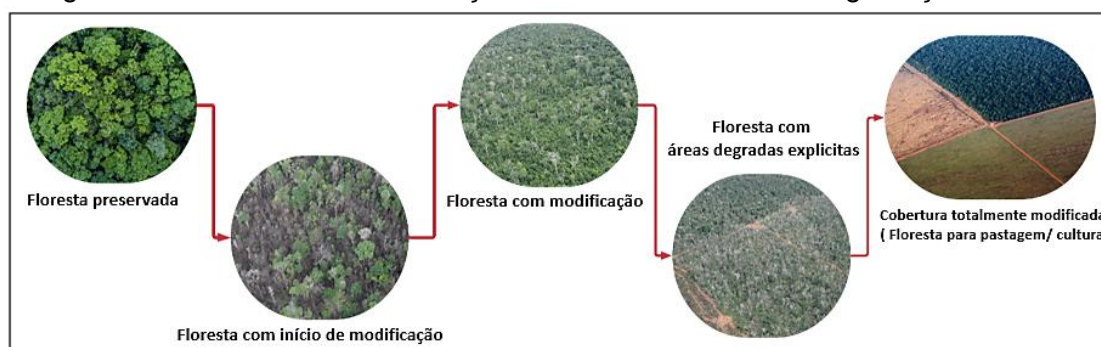 Floresta preservada
Floresta com início de modificação
Floresta com modificação
Floresta com
áreas degradas explicitas
Cobertura totalmente modificada
( Floresta para pastagem/ cultura